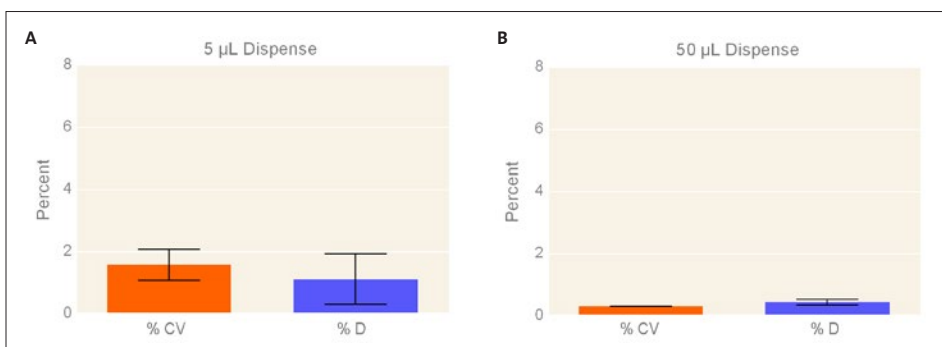 A
5 µL Dispense
8
6
4
2
0
Percent
% CV
% D
B
50 µL Dispense
8
6
4
2
0
Percent
% CV
% D